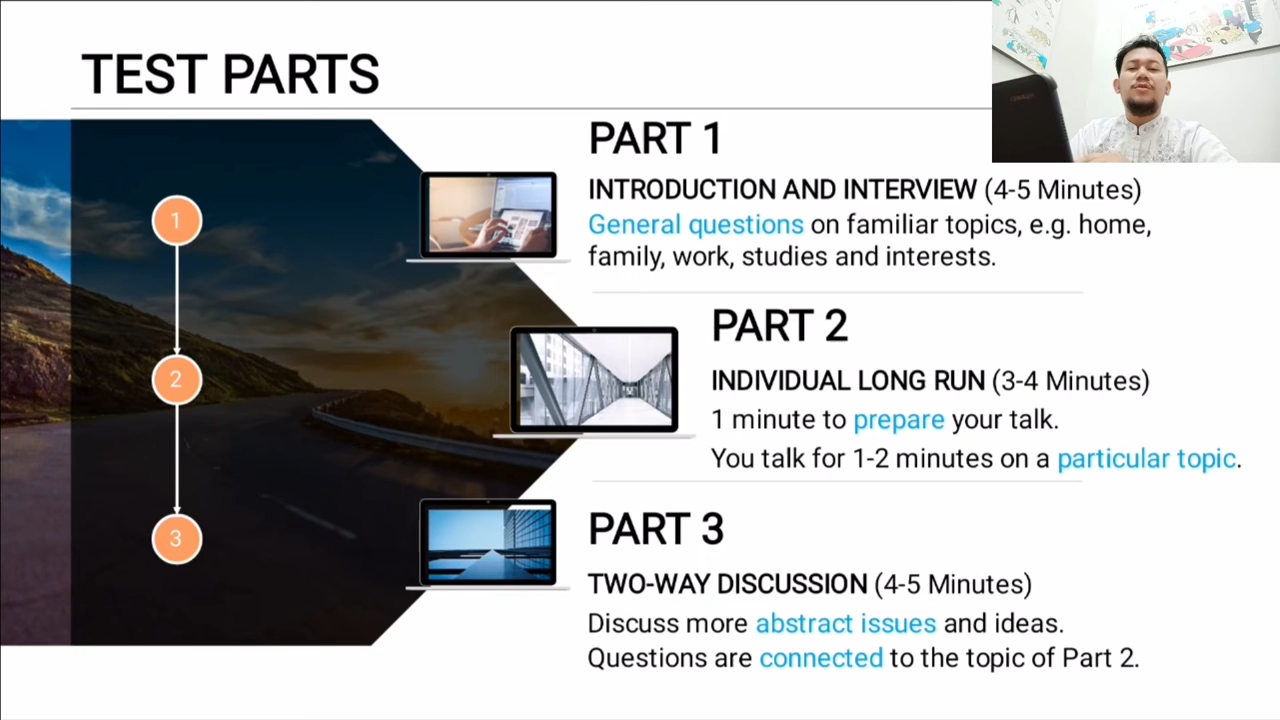 TEST PARTS
1
2
3
PART 1
INTRODUCTION AND INTERVIEW (4-5 Minutes)
General questions on familiar topics, e.g. home,
family, work, studies and interests.
PART 2
INDIVIDUAL LONG RUN (3-4 Minutes)
1 minute to prepare your talk.
You talk for 1-2 minutes on a particular topic.
PART 3
TWO-WAY DISCUSSION (4-5 Minutes)
Discuss more abstract issues and ideas.
Questions are connected to the topic of Part 2.